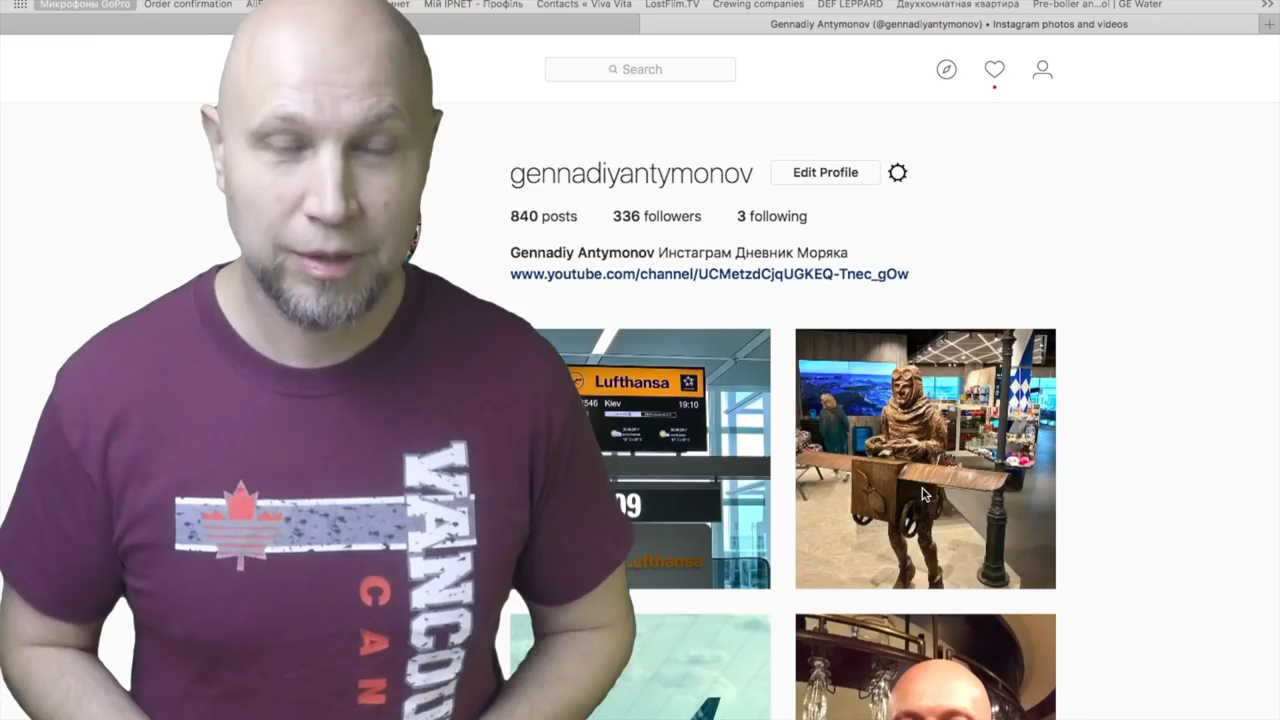 Микрофоны GoPro
Order confirmation
нет
Мій IPNET - Профіль
Contacts « Viva Vita
LostFilm.TV
Crewing companies
DEF LEPPARD
Двухкомнатная квартира
Pre-boiler an...ol | GE Water
Gennadiy Antymonov (@gennadiyantymonov) • Instagram photos and videos
Search
gennadiyantymonov
Edit Profile
840 posts
336 followers
3 following
Gennadiy Antymonov Инстаграм Дневник Моряка
www.youtube.com/channel/UCMetzdCjqUGKEQ-Tnec_gOw
Lufthansa
Kiev
19:10
09
VANCOU
CAN